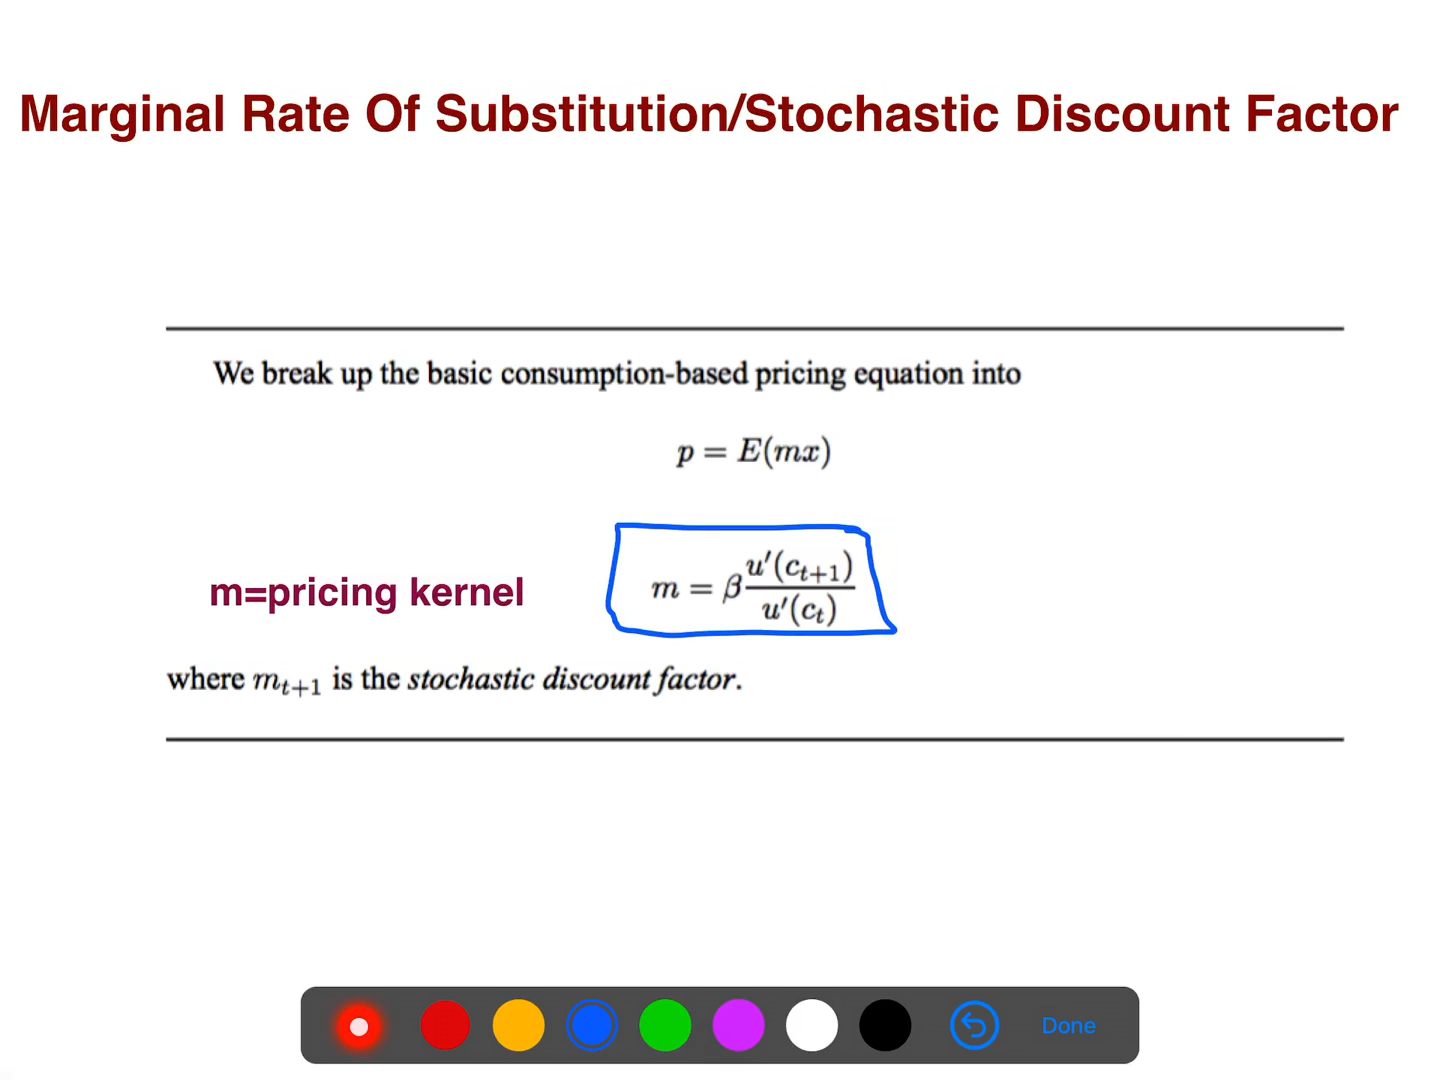 Marginal Rate Of Substitution/Stochastic Discount Factor
We break up the basic consumption-based pricing equation into
p = E(mx)
m=pricing kernel
m = β u′(c_{t+1}) / u′(c_t)
where m_{t+1} is the stochastic discount factor.
Done